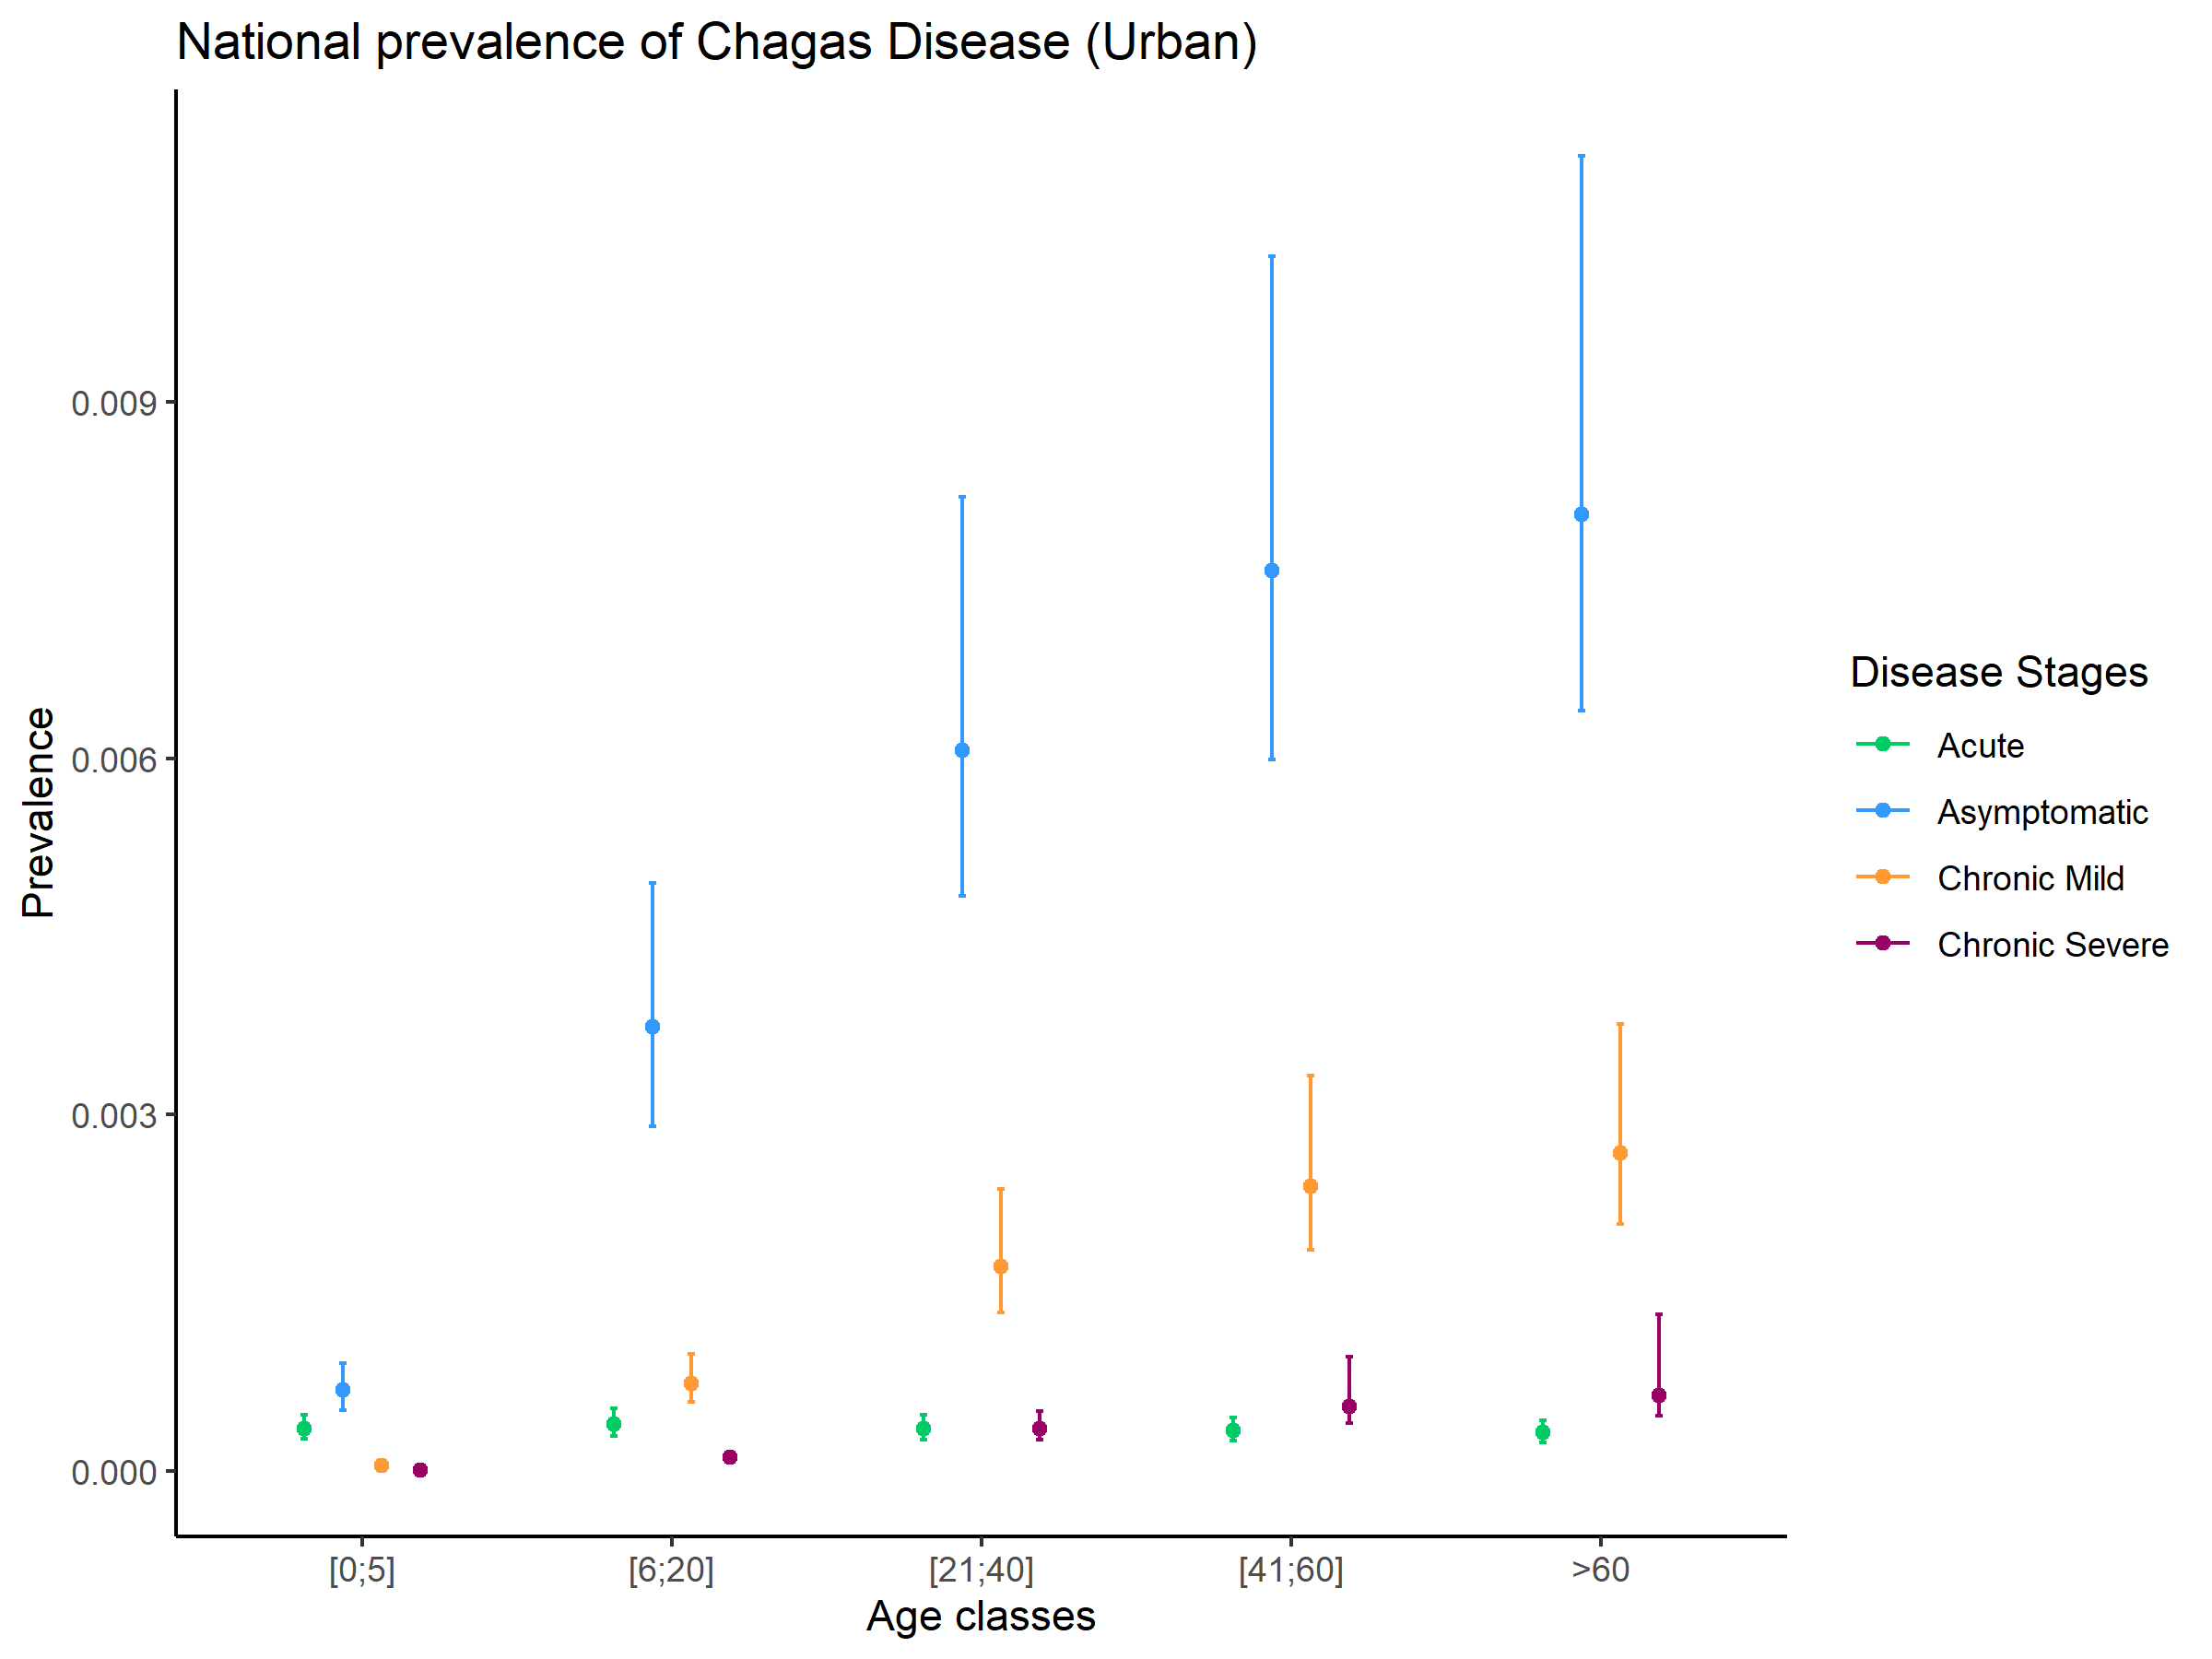 National prevalence of Chagas Disease (Urban)
Prevalence
0.009
0.006
0.003
0.000
[0;5]
[6;20]
[21;40]
[41;60]
>60
Age classes
Disease Stages
Acute
Asymptomatic
Chronic Mild
Chronic Severe